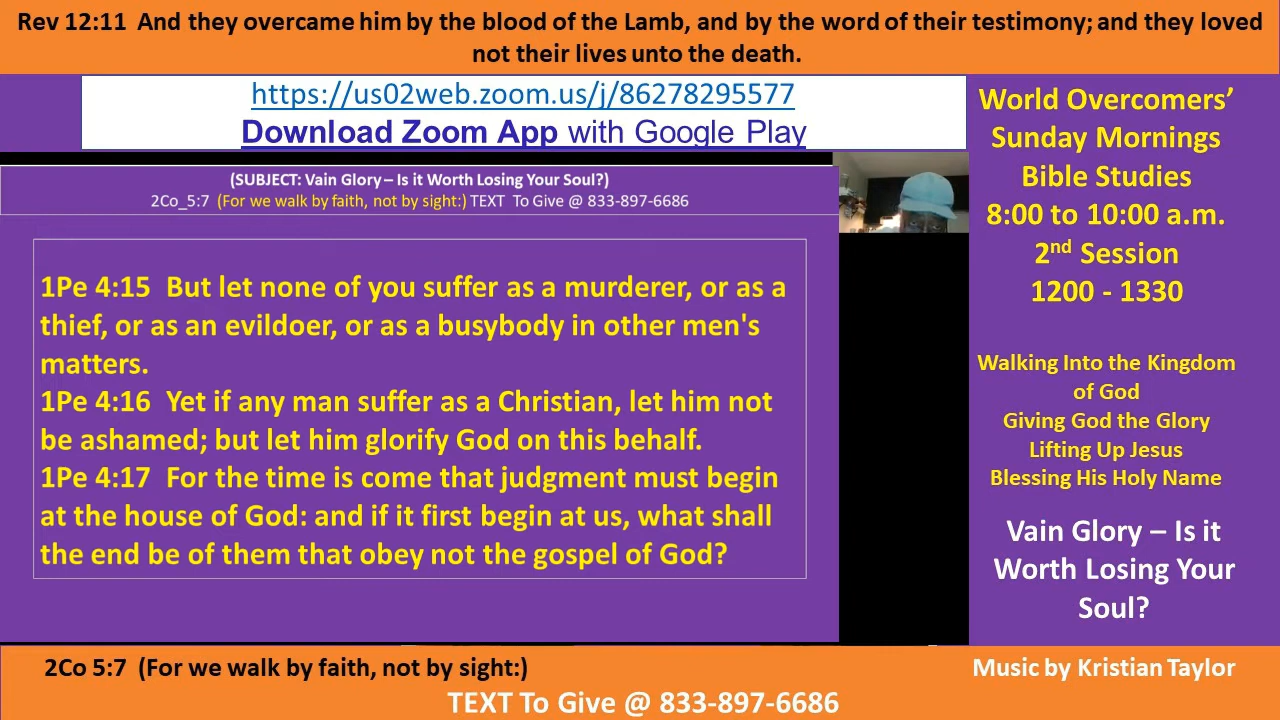 Rev 12:11  And they overcame him by the blood of the Lamb, and by the word of their testimony; and they loved
not their lives unto the death.
https://us02web.zoom.us/j/86278295577
Download Zoom App with Google Play
(SUBJECT: Vain Glory – Is it Worth Losing Your Soul?)
2Co_5:7  (For we walk by faith, not by sight:) TEXT  To Give @ 833-897-6686
1Pe 4:15  But let none of you suffer as a murderer, or as a
thief, or as an evildoer, or as a busybody in other men's
matters.
1Pe 4:16  Yet if any man suffer as a Christian, let him not
be ashamed; but let him glorify God on this behalf.
1Pe 4:17  For the time is come that judgment must begin
at the house of God: and if it first begin at us, what shall
the end be of them that obey not the gospel of God?
World Overcomers’
Sunday Mornings
Bible Studies
8:00 to 10:00 a.m.
2nd Session
1200 - 1330
Walking Into the Kingdom
of God
Giving God the Glory
Lifting Up Jesus
Blessing His Holy Name
Vain Glory – Is it
Worth Losing Your
Soul?
2Co 5:7  (For we walk by faith, not by sight:)
Music by Kristian Taylor
TEXT To Give @ 833-897-6686